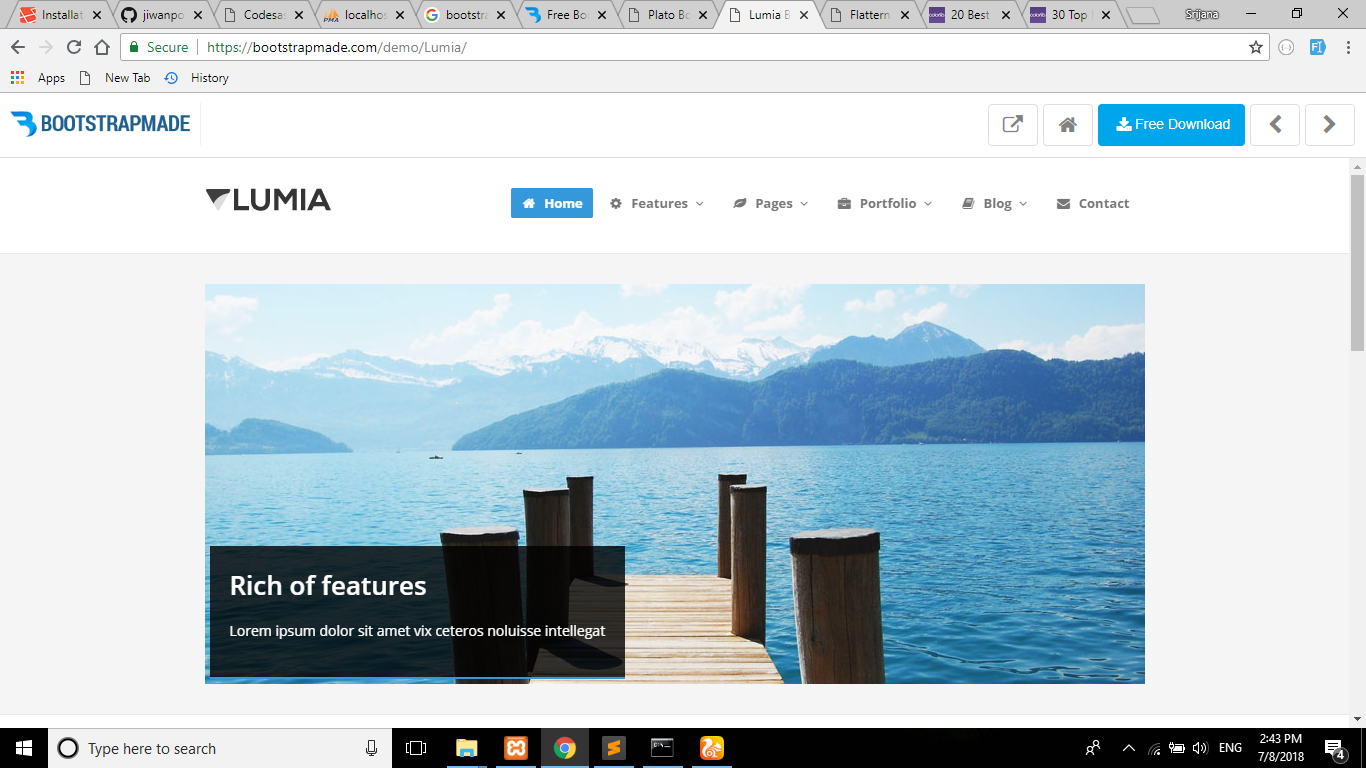 Installat
jiwanpo
Codesas
localhos
bootstra
Free Bo
Plato Bo
Lumia B
Flattern
20 Best
30 Top
Srijana
Secure https://bootstrapmade.com/demo/Lumia/
Apps New Tab History
BOOTSTRAPMADE
Free Download
LUMIA
Home Features Pages Portfolio Blog Contact
Rich of features
Lorem ipsum dolor sit amet vix ceteros noluisse intellegat
Type here to search
ENG
2:43 PM
7/8/2018
4